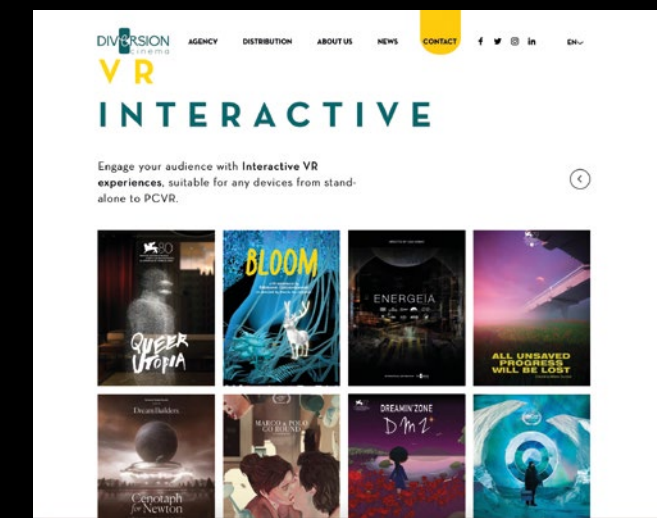 DIVERSION
cinema
AGENCY
DISTRIBUTION
ABOUT US
NEWS
CONTACT
EN
VR
INTERACTIVE
Engage your audience with Interactive VR
experiences, suitable for any devices from stand-
alone to PCVR.
80
QUEER
UTOPIA
BLOOM
ENERGEIA
ALL UNSAVED
PROGRESS
WILL BE LOST
DreamBuilders
Cenotaph
for Newton
MARCO & POLO
GO ROUND
DREAMIN'ZONE
DMZ